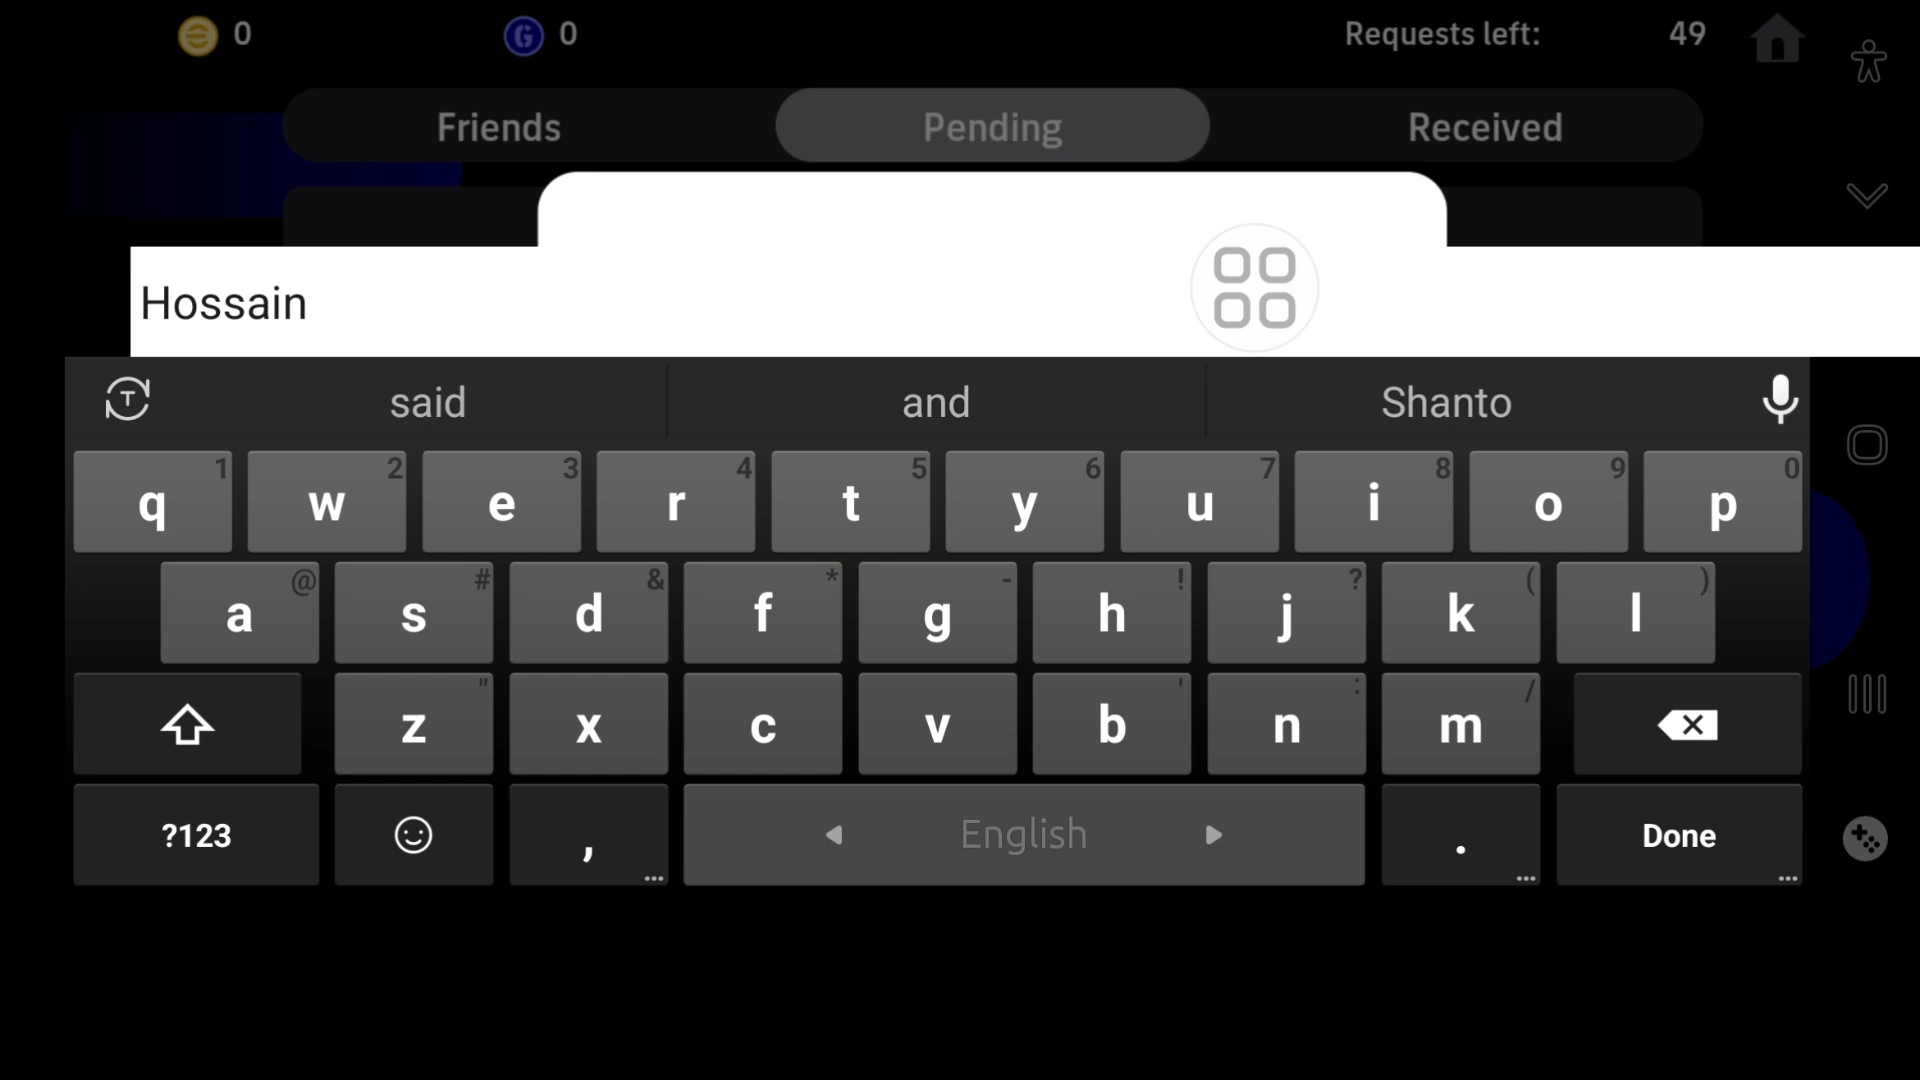 0 G 0 Requests left: 49
Friends Pending Received
Hossain
T said and Shanto
1 2 3 4 5 6 7 8 9 0
q w e r t y u i o p
@ # & * - ! ? ( )
a s d f g h j k l
" ' : /
z x c v b n m
?123 , ... English . ... Done ...